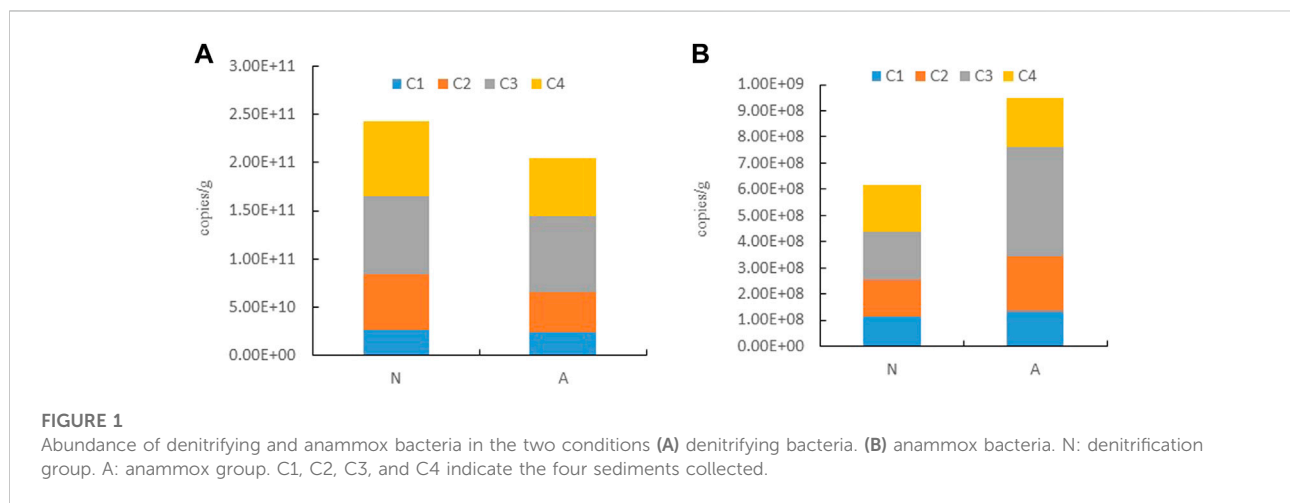 A
3.00E+11
2.50E+11
2.00E+11
1.50E+11
1.00E+11
5.00E+10
0.00E+00
copies/g
C1 C2 C3 C4
N A
B
1.00E+09
9.00E+08
8.00E+08
7.00E+08
6.00E+08
5.00E+08
4.00E+08
3.00E+08
2.00E+08
1.00E+08
0.00E+00
copies/g
C1 C2 C3 C4
N A
FIGURE 1
Abundance of denitrifying and anammox bacteria in the two conditions (A) denitrifying bacteria. (B) anammox bacteria. N: denitrification
group. A: anammox group. C1, C2, C3, and C4 indicate the four sediments collected.